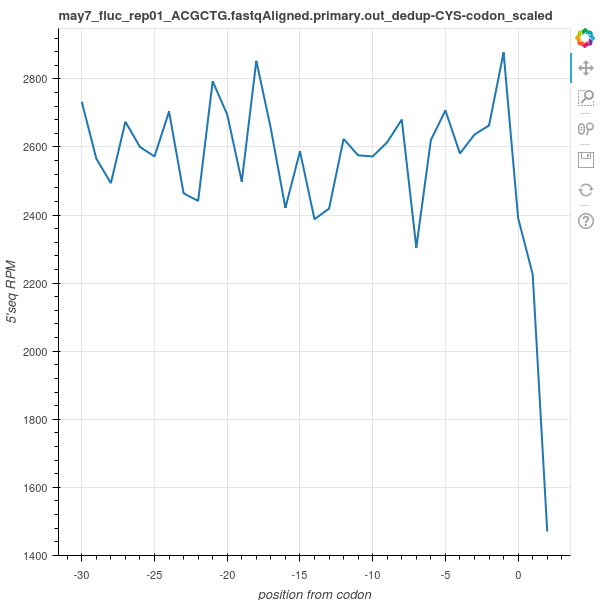 may7_fluc_rep01_ACGCTG.fastqAligned.primary.out_dedup-CYS-codon_scaled
2800
2600
2400
2200
2000
1800
1600
1400
5'seq RPM
-30 -25 -20 -15 -10 -5 0
position from codon